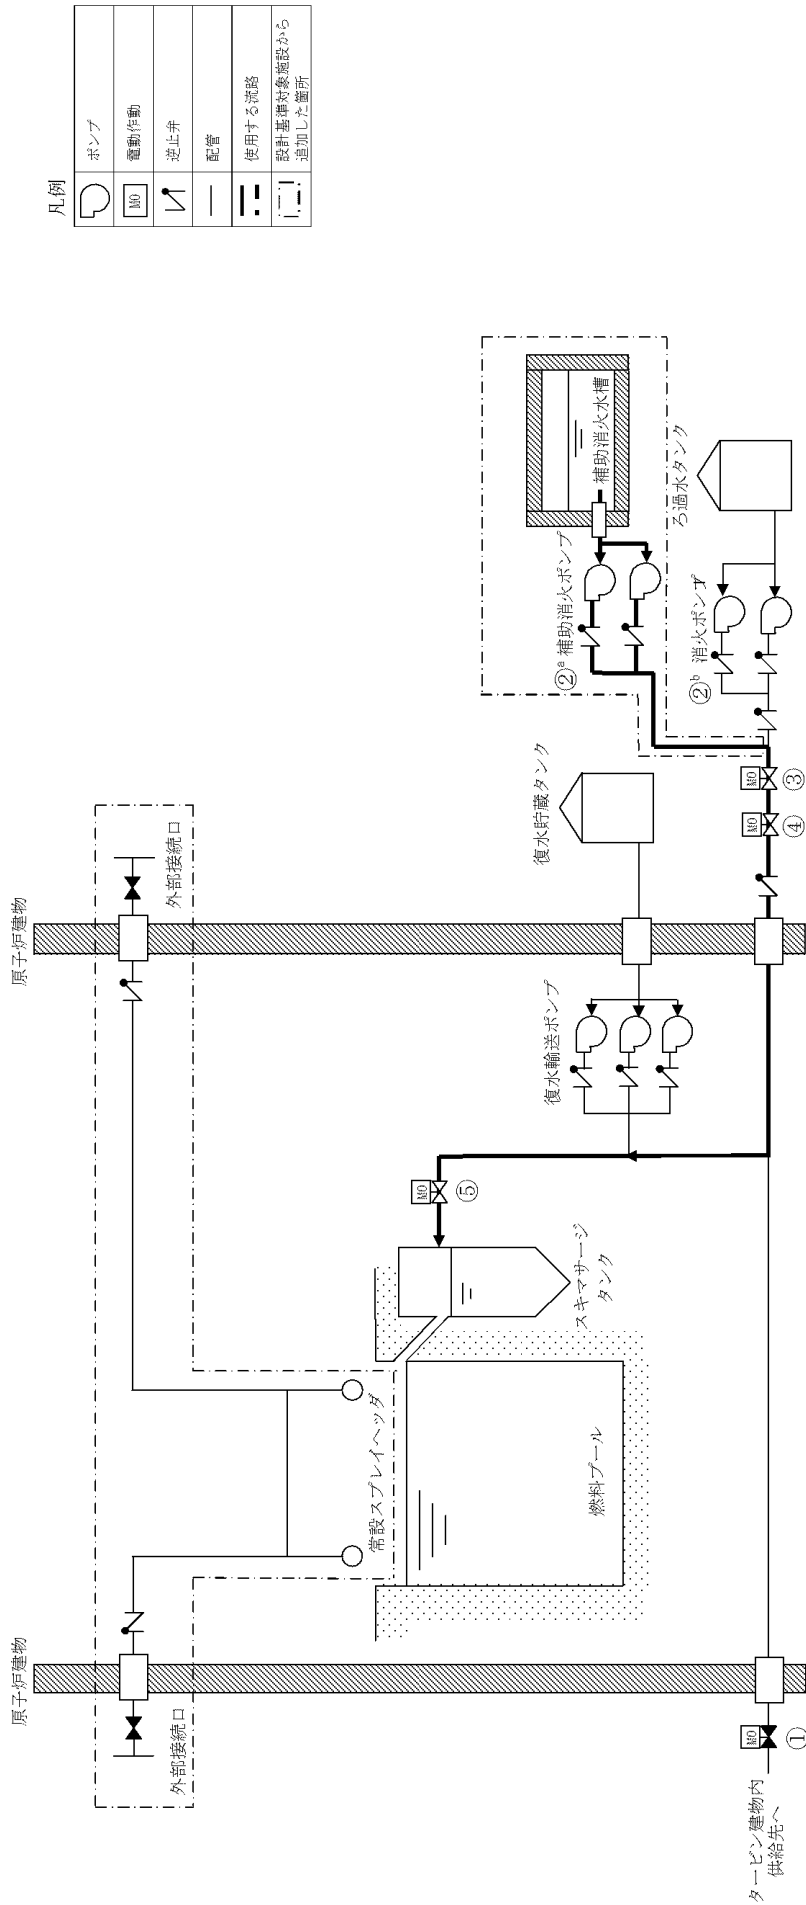 凡例
ポンプ
MO
電動作動
逆止弁
配管
使用する流路
設計基準対象施設から
追加した箇所
原子炉建物
原子炉建物
外部接続口
外部接続口
常設スプレイヘッダ
燃料プール
スキマサージ
タンク
MO
⑤
復水輸送ポンプ
復水貯蔵タンク
補助消火水槽
②a 補助消火ポンプ
②b 消火ポンプ
ろ過水タンク
MO
③
MO
④
MO
①
タービン建物内
供給先へ